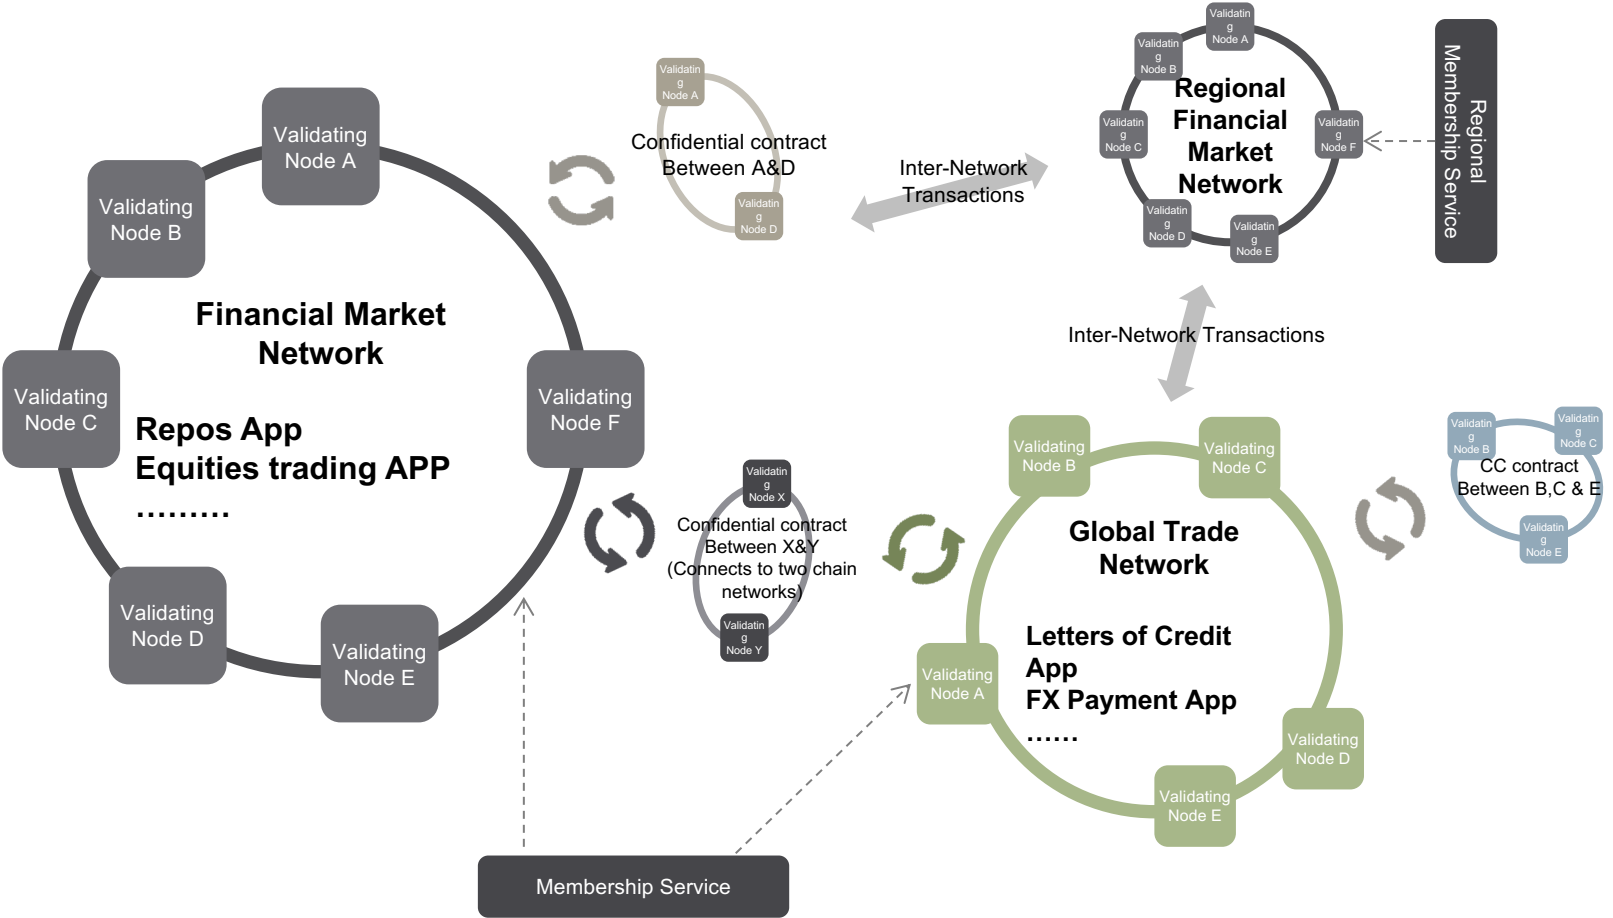 Validating
Node A
Validating
Node B
Validating
Node C
Validating
Node D
Validating
Node E
Validating
Node F
Financial Market
Network
Repos App
Equities trading APP
.........
Validatin
g
Node A
Confidential contract
Between A&D
Validatin
g
Node D
Inter-Network
Transactions
Validatin
g
Node A
Validatin
g
Node B
Validatin
g
Node C
Validatin
g
Node D
Validatin
g
Node E
Validatin
g
Node F
Regional
Financial
Market
Network
Regional
Membership Service
Inter-Network Transactions
Validatin
g
Node X
Confidential contract
Between X&Y
(Connects to two chain
networks)
Validatin
g
Node Y
Validating
Node B
Validating
Node C
Validating
Node A
Validating
Node D
Validating
Node E
Global Trade
Network
Letters of Credit
App
FX Payment App
......
Validatin
g
Node B
Validatin
g
Node C
CC contract
Between B,C & E
Validatin
g
Node E
Membership Service